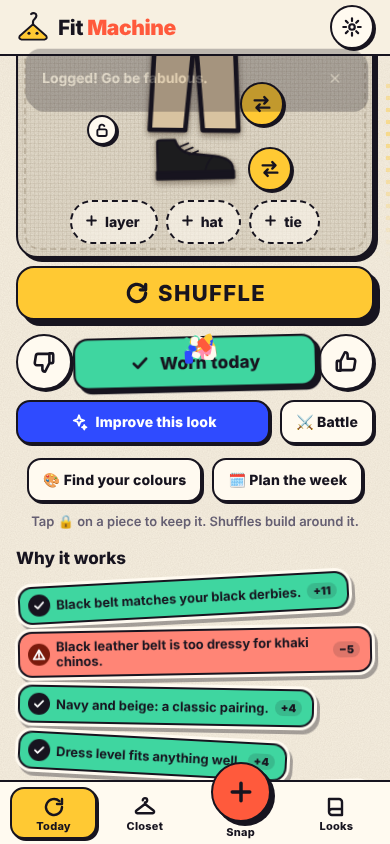 Fit Machine
Logged! Go be fabulous.
+ layer
+ hat
+ tie
SHUFFLE
Worn today
Improve this look
⚔️ Battle
🎨 Find your colours
🗓️ Plan the week
Tap 🔒 on a piece to keep it. Shuffles build around it.
Why it works
Black belt matches your black derbies. +11
Black leather belt is too dressy for khaki
chinos. −5
Navy and beige: a classic pairing. +4
Dress level fits anything well. +4
Today
Closet
Snap
Looks